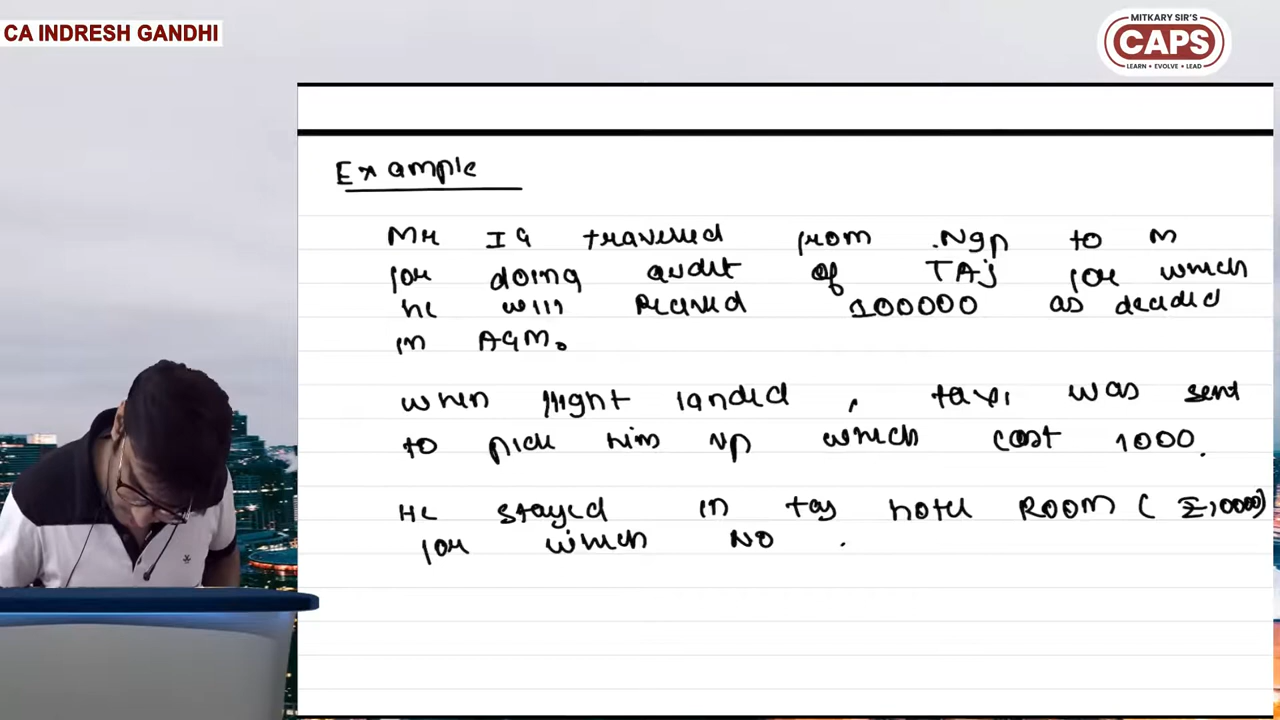 CA INDRESH GANDHI
MITKARY SIR'S
CAPS
LEARN • EVOLVE • LEAD
Example
Mr IG travelled from Ngp to M
for doing audit of TAJ for which
he will received 100000 as decided
in AGM.
when flight landed, taxi was sent
to pick him up which cost 1000.
He stayed in taj hotel ROOM (₹10000)
for which NO.